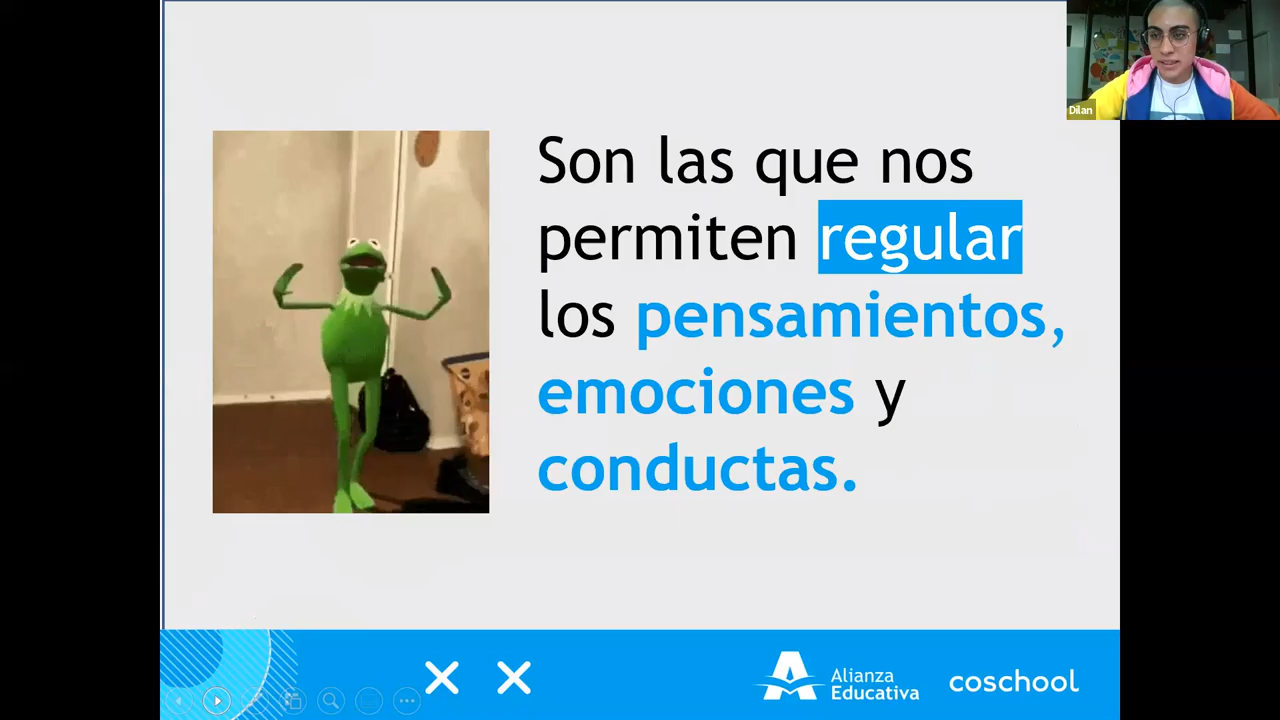 Dilan
Son las que nos
permiten regular
los pensamientos,
emociones y
conductas.
Alianza
Educativa
coschool